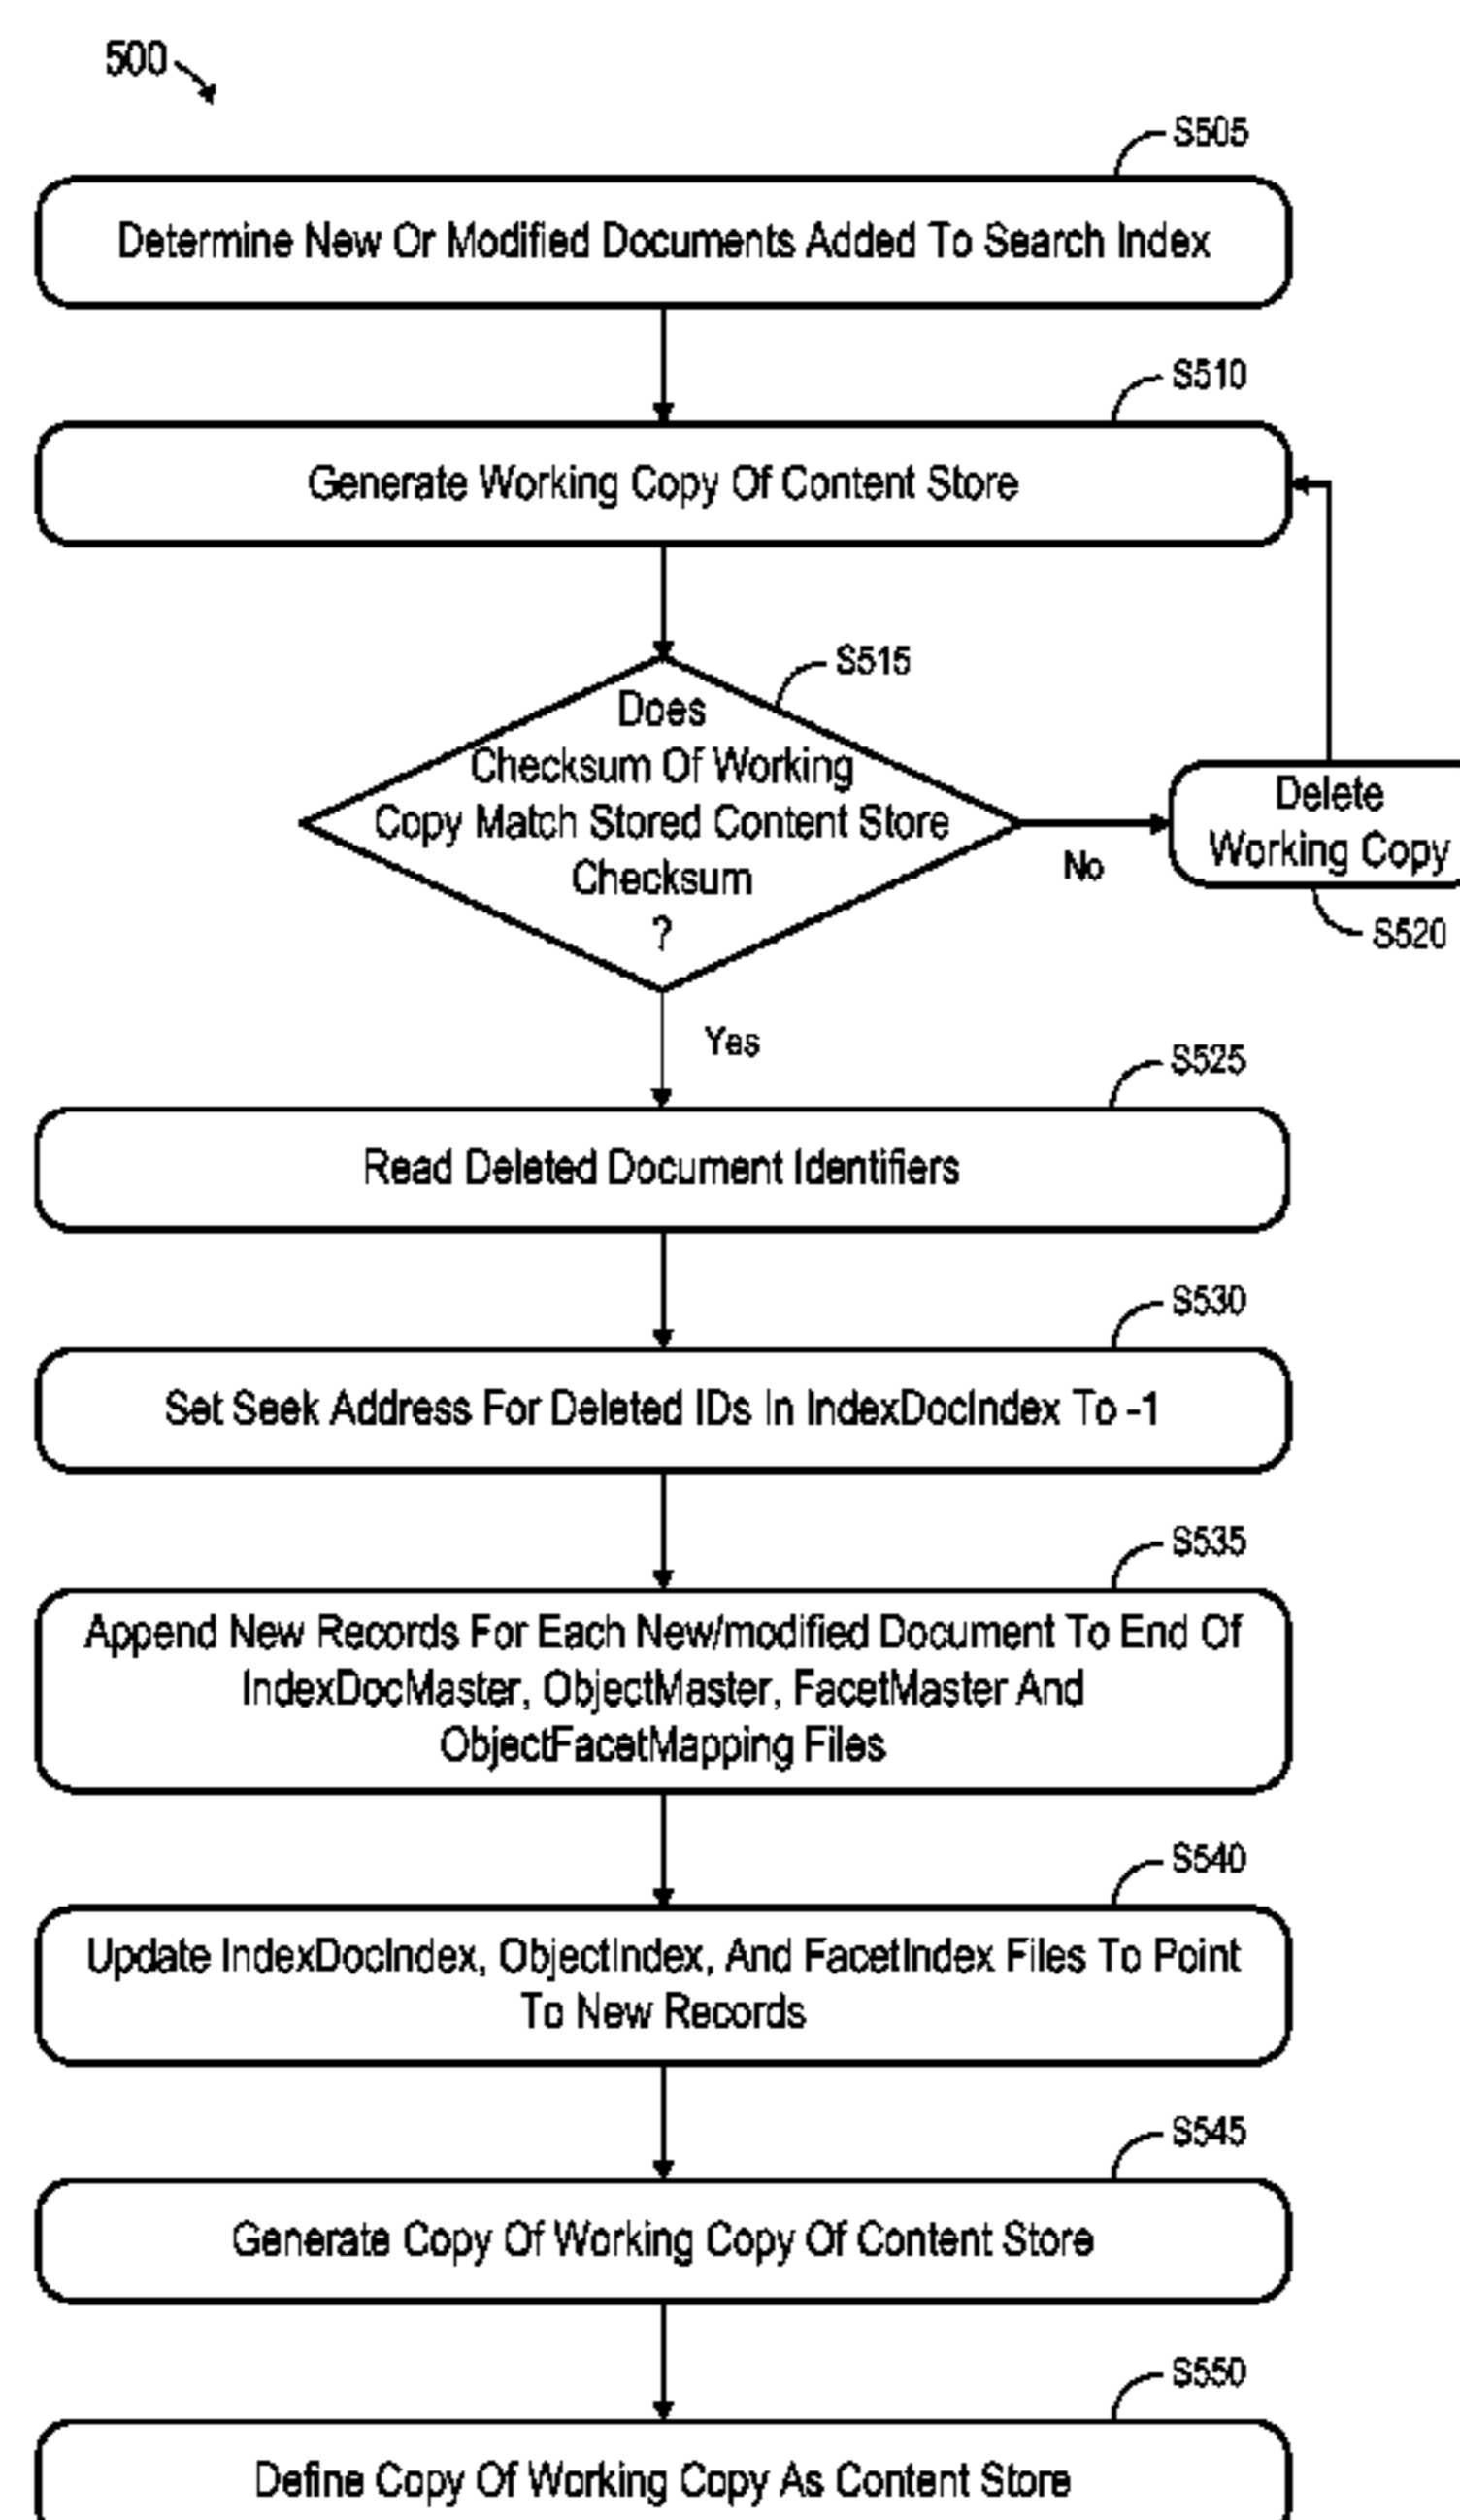 500
S505
Determine New Or Modified Documents Added To Search Index
S510
Generate Working Copy Of Content Store
S515
Does
Checksum Of Working
Copy Match Stored Content Store
Checksum
?
No
Delete
Working Copy
S520
Yes
S525
Read Deleted Document Identifiers
S530
Set Seek Address For Deleted IDs In IndexDocIndex To -1
S535
Append New Records For Each New/modified Document To End Of
IndexDocMaster, ObjectMaster, FacetMaster And
ObjectFacetMapping Files
S540
Update IndexDocIndex, ObjectIndex, And FacetIndex Files To Point
To New Records
S545
Generate Copy Of Working Copy Of Content Store
S550
Define Copy Of Working Copy As Content Store